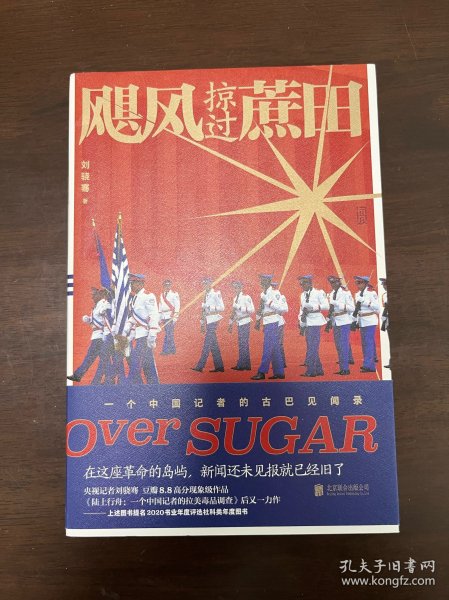 飓风掠过蔗田
刘骁骞 著
一个中国记者的古巴见闻录
Over SUGAR
在这座革命的岛屿，新闻还未见报就已经旧了
央视记者刘骁骞 豆瓣8.8高分现象级作品
《陆上行舟：一个中国记者的拉美毒品调查》后又一力作
——上述图书提名2020书业年度评选社科类年度图书
北京联合出版公司
孔夫子旧书网
www.kongfz.com